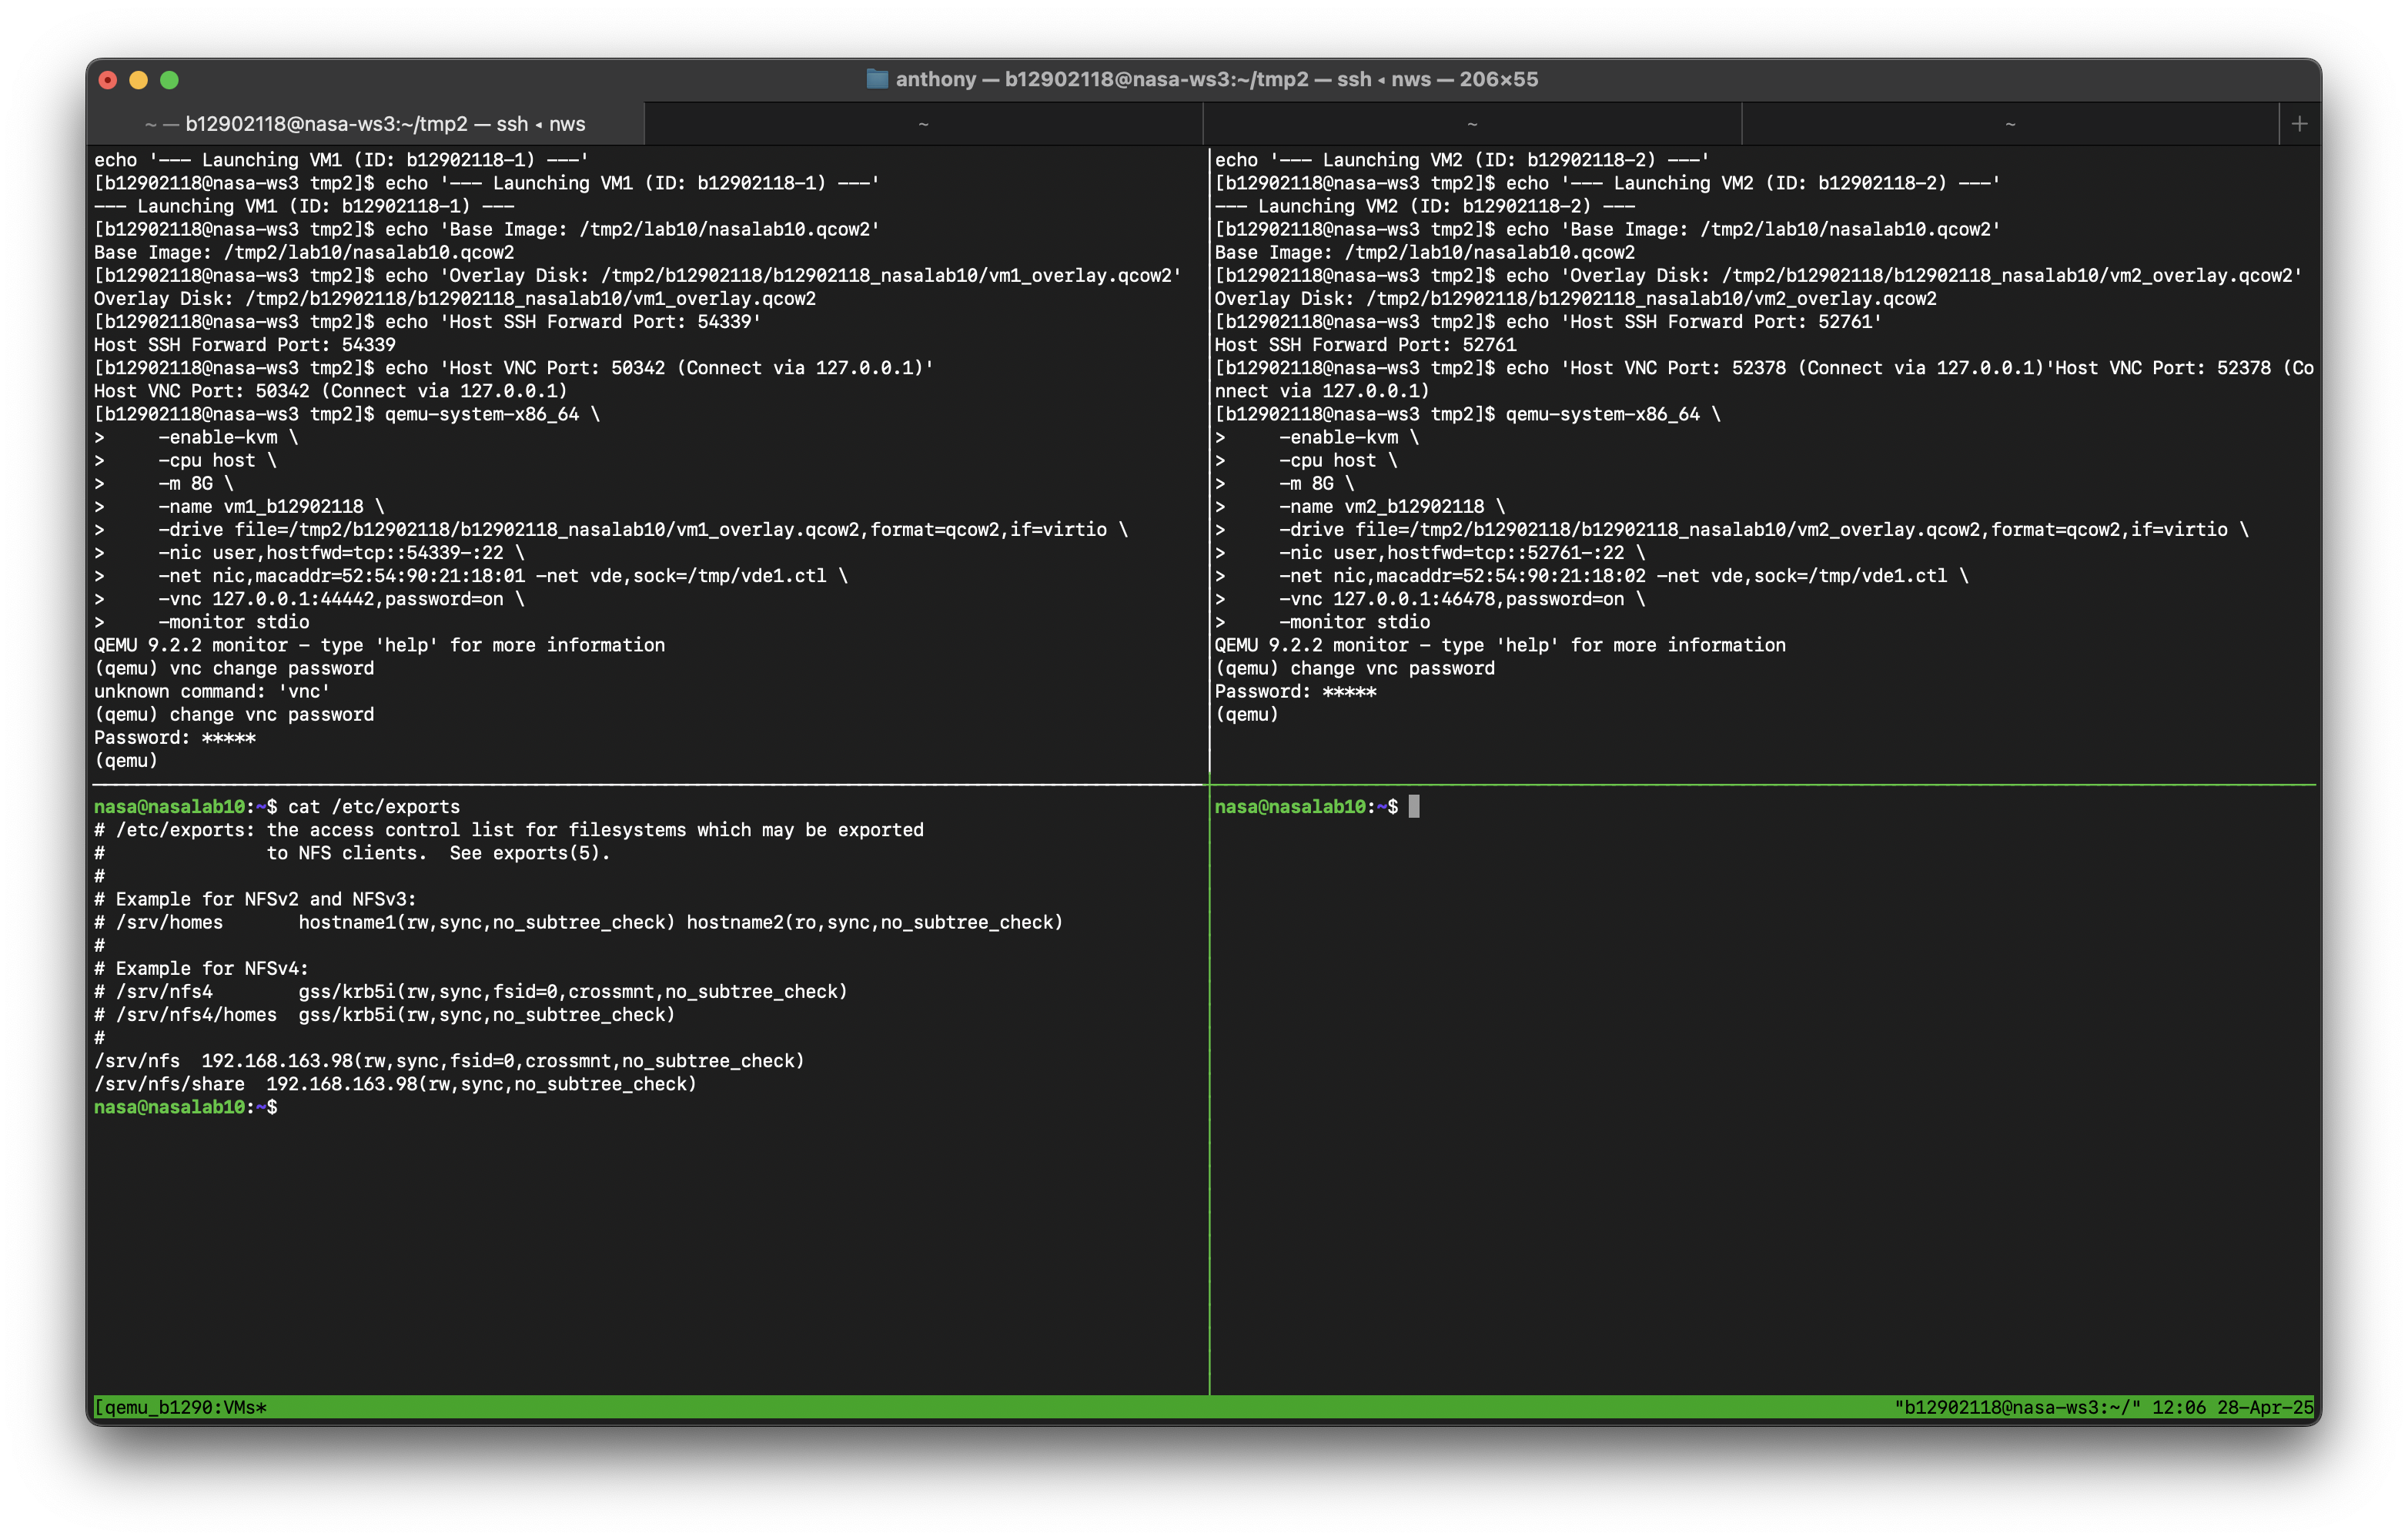 anthony — b12902118@nasa-ws3:~/tmp2 — ssh ◂ nws — 206×55
~ — b12902118@nasa-ws3:~/tmp2 — ssh ◂ nws
~
~
~
+
echo '--- Launching VM1 (ID: b12902118-1) ---'
[b12902118@nasa-ws3 tmp2]$ echo '--- Launching VM1 (ID: b12902118-1) ---'
--- Launching VM1 (ID: b12902118-1) ---
[b12902118@nasa-ws3 tmp2]$ echo 'Base Image: /tmp2/lab10/nasalab10.qcow2'
Base Image: /tmp2/lab10/nasalab10.qcow2
[b12902118@nasa-ws3 tmp2]$ echo 'Overlay Disk: /tmp2/b12902118/b12902118_nasalab10/vm1_overlay.qcow2'
Overlay Disk: /tmp2/b12902118/b12902118_nasalab10/vm1_overlay.qcow2
[b12902118@nasa-ws3 tmp2]$ echo 'Host SSH Forward Port: 54339'
Host SSH Forward Port: 54339
[b12902118@nasa-ws3 tmp2]$ echo 'Host VNC Port: 50342 (Connect via 127.0.0.1)'
Host VNC Port: 50342 (Connect via 127.0.0.1)
[b12902118@nasa-ws3 tmp2]$ qemu-system-x86_64 \
>     -enable-kvm \
>     -cpu host \
>     -m 8G \
>     -name vm1_b12902118 \
>     -drive file=/tmp2/b12902118/b12902118_nasalab10/vm1_overlay.qcow2,format=qcow2,if=virtio \
>     -nic user,hostfwd=tcp::54339-:22 \
>     -net nic,macaddr=52:54:90:21:18:01 -net vde,sock=/tmp/vde1.ctl \
>     -vnc 127.0.0.1:44442,password=on \
>     -monitor stdio
QEMU 9.2.2 monitor - type 'help' for more information
(qemu) vnc change password
unknown command: 'vnc'
(qemu) change vnc password
Password: *****
(qemu)
echo '--- Launching VM2 (ID: b12902118-2) ---'
[b12902118@nasa-ws3 tmp2]$ echo '--- Launching VM2 (ID: b12902118-2) ---'
--- Launching VM2 (ID: b12902118-2) ---
[b12902118@nasa-ws3 tmp2]$ echo 'Base Image: /tmp2/lab10/nasalab10.qcow2'
Base Image: /tmp2/lab10/nasalab10.qcow2
[b12902118@nasa-ws3 tmp2]$ echo 'Overlay Disk: /tmp2/b12902118/b12902118_nasalab10/vm2_overlay.qcow2'
Overlay Disk: /tmp2/b12902118/b12902118_nasalab10/vm2_overlay.qcow2
[b12902118@nasa-ws3 tmp2]$ echo 'Host SSH Forward Port: 52761'
Host SSH Forward Port: 52761
[b12902118@nasa-ws3 tmp2]$ echo 'Host VNC Port: 52378 (Connect via 127.0.0.1)'Host VNC Port: 52378 (Co
nnect via 127.0.0.1)
[b12902118@nasa-ws3 tmp2]$ qemu-system-x86_64 \
>     -enable-kvm \
>     -cpu host \
>     -m 8G \
>     -name vm2_b12902118 \
>     -drive file=/tmp2/b12902118/b12902118_nasalab10/vm2_overlay.qcow2,format=qcow2,if=virtio \
>     -nic user,hostfwd=tcp::52761-:22 \
>     -net nic,macaddr=52:54:90:21:18:02 -net vde,sock=/tmp/vde1.ctl \
>     -vnc 127.0.0.1:46478,password=on \
>     -monitor stdio
QEMU 9.2.2 monitor - type 'help' for more information
(qemu) change vnc password
Password: *****
(qemu)
nasa@nasalab10:~$ cat /etc/exports
# /etc/exports: the access control list for filesystems which may be exported
#               to NFS clients.  See exports(5).
#
# Example for NFSv2 and NFSv3:
# /srv/homes       hostname1(rw,sync,no_subtree_check) hostname2(ro,sync,no_subtree_check)
#
# Example for NFSv4:
# /srv/nfs4        gss/krb5i(rw,sync,fsid=0,crossmnt,no_subtree_check)
# /srv/nfs4/homes  gss/krb5i(rw,sync,no_subtree_check)
#
/srv/nfs  192.168.163.98(rw,sync,fsid=0,crossmnt,no_subtree_check)
/srv/nfs/share  192.168.163.98(rw,sync,no_subtree_check)
nasa@nasalab10:~$
nasa@nasalab10:~$
[qemu_b1290:VMs*
"b12902118@nasa-ws3:~/" 12:06 28-Apr-25